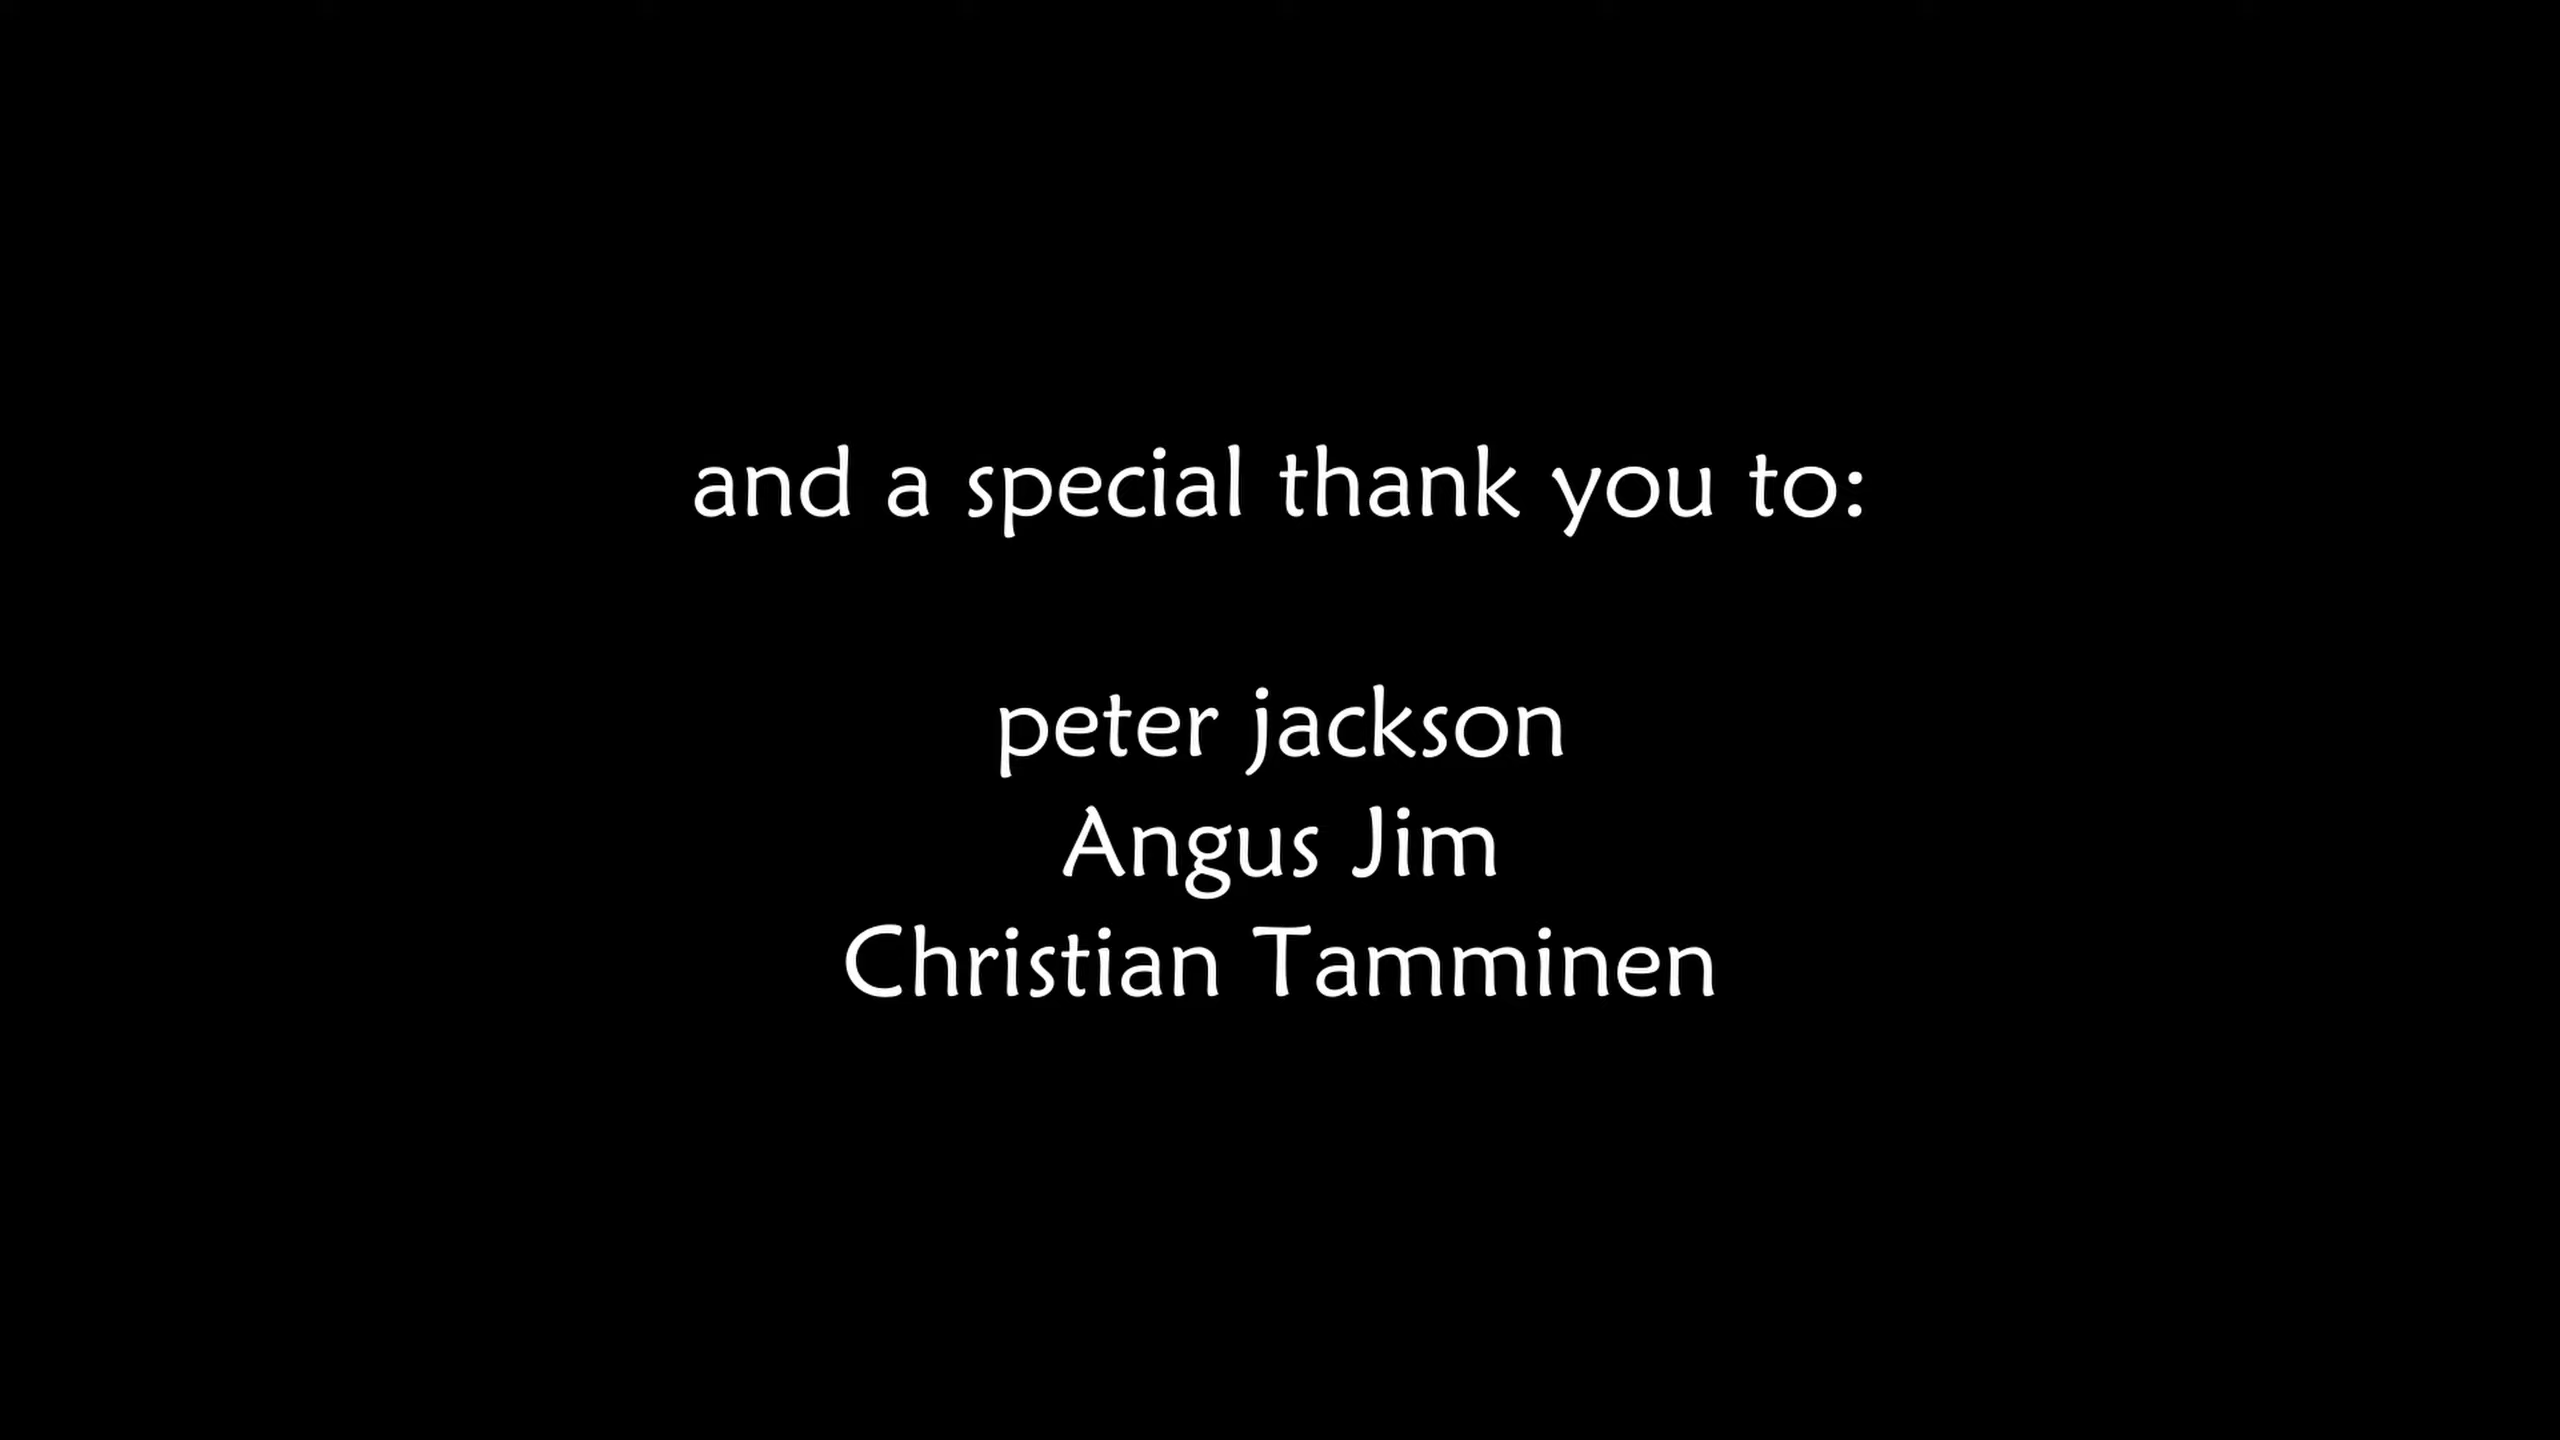 and a special thank you to:
peter jackson
Angus Jim
Christian Tamminen